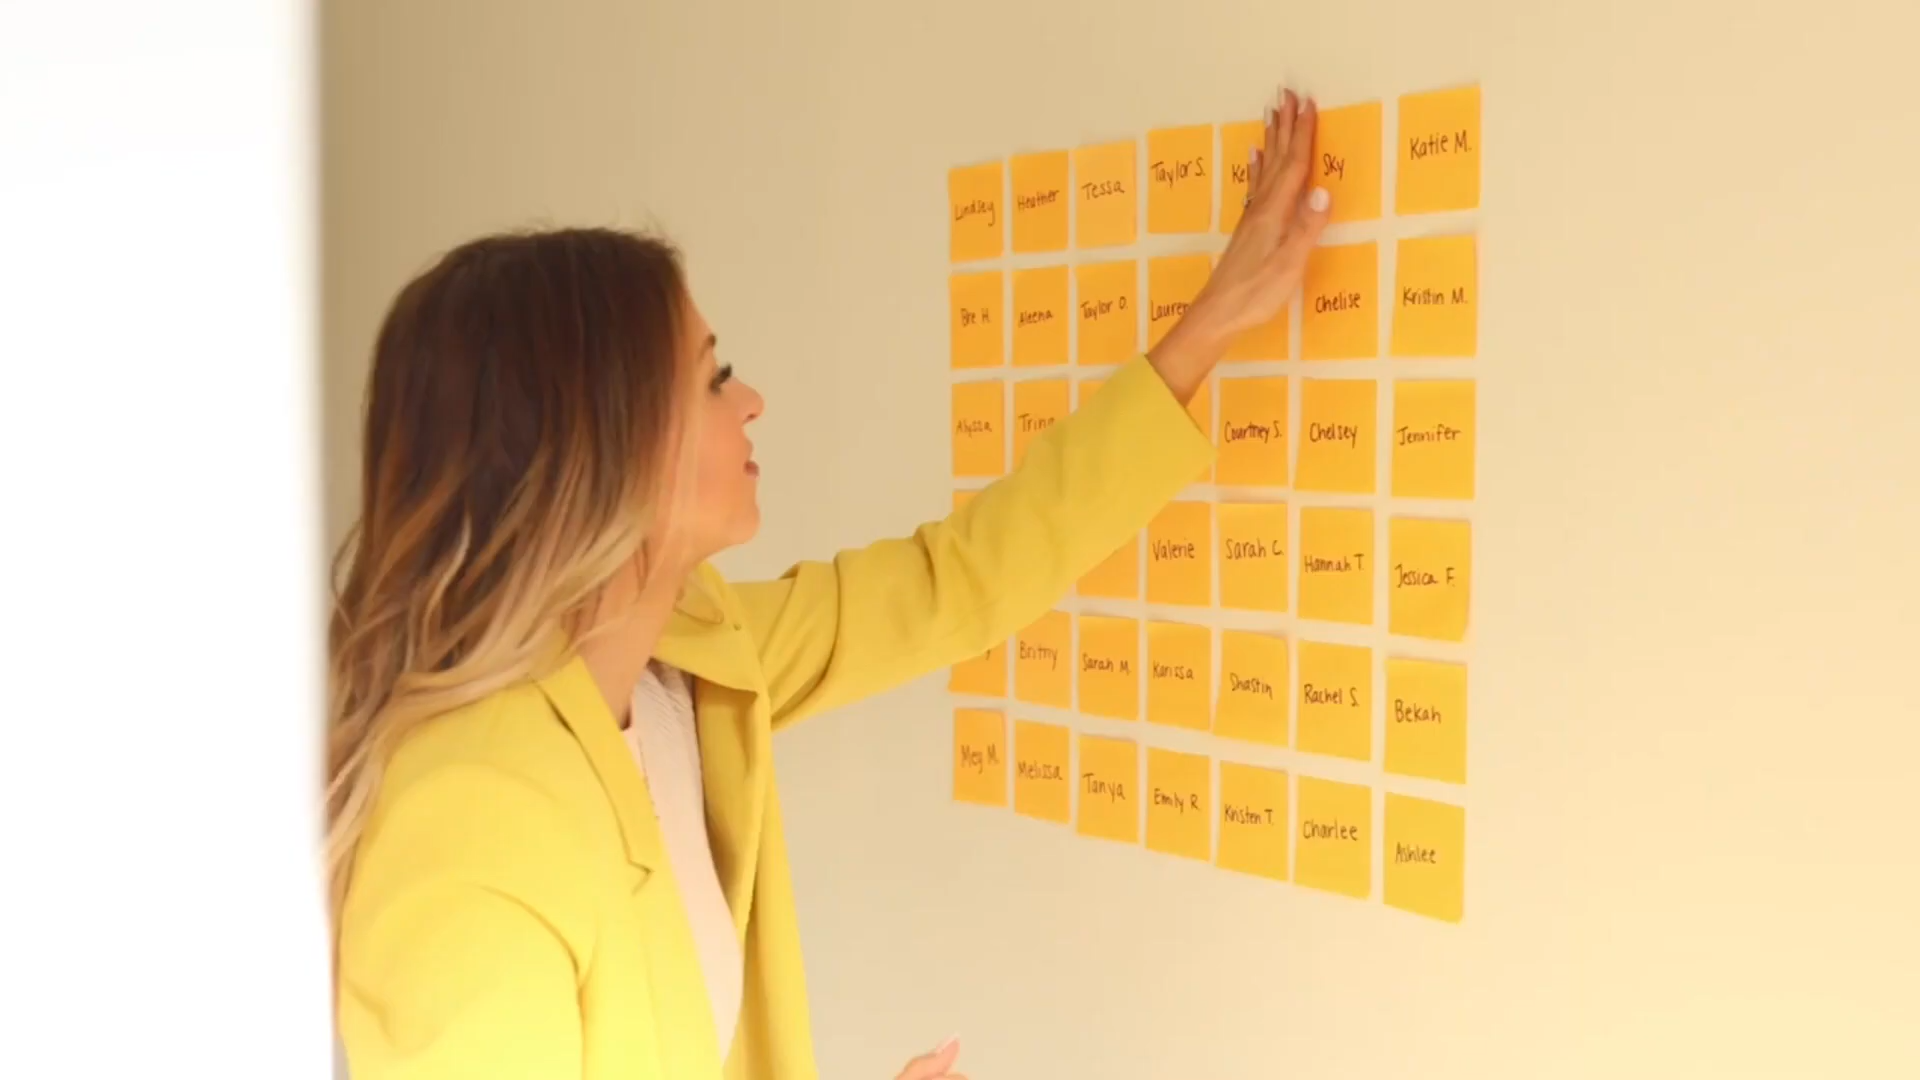 Lindsey
Heather
Tessa
Taylor S.
Sky
Katie M.
Bre H.
Aleena
Taylor O.
Lauren
Chelise
Kristin M.
Alyssa
Courtney S.
Chelsey
Jennifer
Valerie
Sarah C.
Hannah T.
Jessica F.
Britny
Sarah M.
Karissa
Shastin
Rachel S.
Bekah
Meg M.
Melissa
Tanya
Emily R.
Kristen T.
Charlee
Ashlee